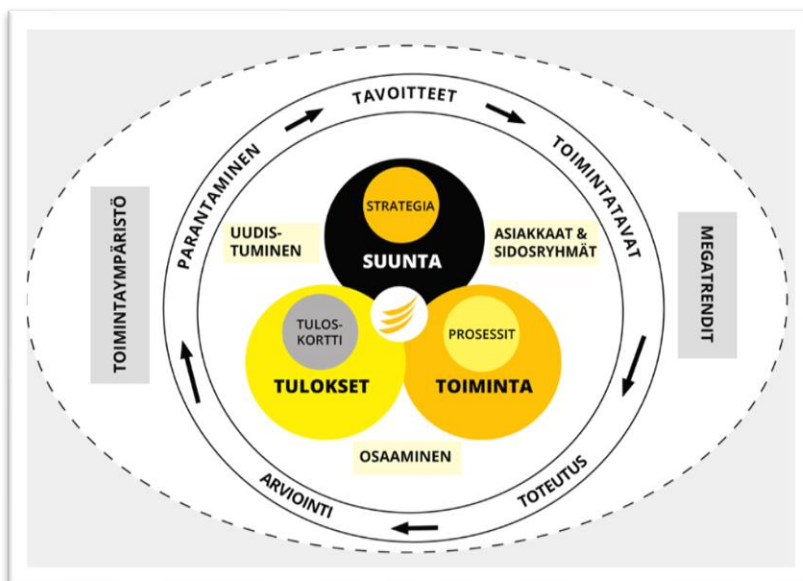 TAVOITTEET
PARANTAMINEN
TOIMINTATAVAT
STRATEGIA
UUDIS-
TUMINEN
ASIAKKAAT &
SIDOSRYHMÄT
SUUNTA
TOIMINTAYMPÄRISTÖ
MEGATRENDIT
TULOS-
KORTTI
PROSESSIT
TULOKSET
TOIMINTA
OSAAMINEN
ARVIOINTI
TOTEUTUS